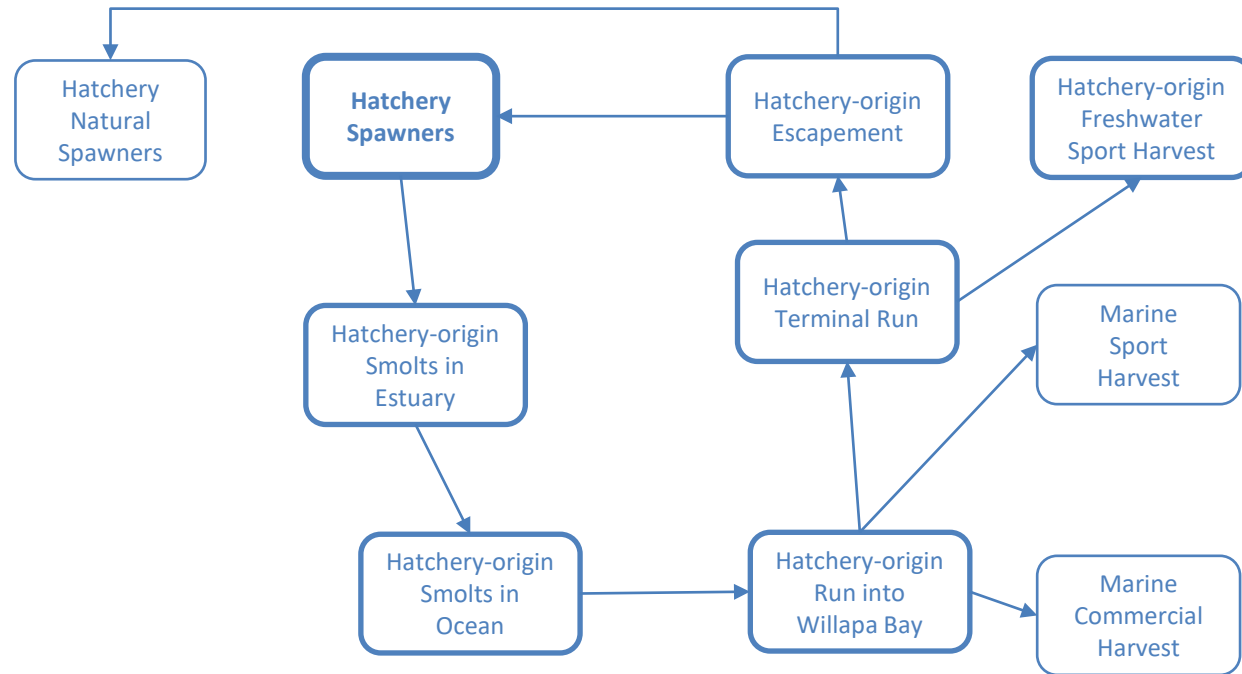 Hatchery
Natural
Spawners
Hatchery
Spawners
Hatchery-origin
Escapement
Hatchery-origin
Freshwater
Sport Harvest
Hatchery-origin
Terminal Run
Hatchery-origin
Smolts in
Estuary
Marine
Sport
Harvest
Hatchery-origin
Smolts in
Ocean
Hatchery-origin
Run into
Willapa Bay
Marine
Commercial
Harvest